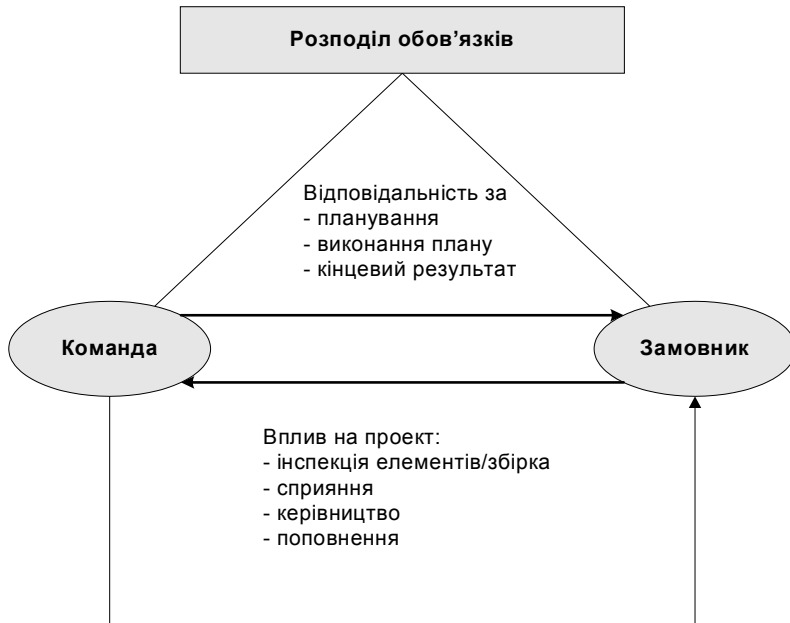 Розподіл обов'язків
Відповідальність за
- планування
- виконання плану
- кінцевий результат
Команда
Замовник
Вплив на проект:
- інспекція елементів/збірка
- сприяння
- керівництво
- поповнення